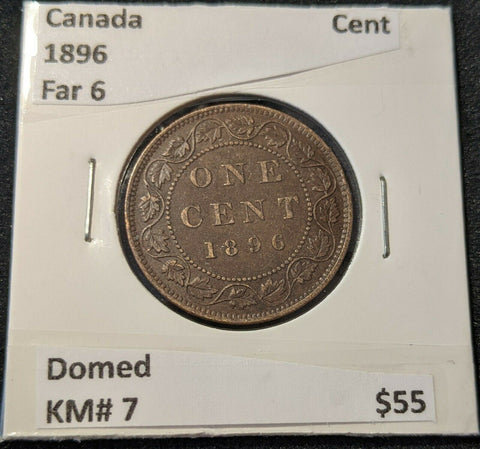 Canada Cent
1896
Far 6
ONE
CENT
1896
Domed
KM# 7 $55